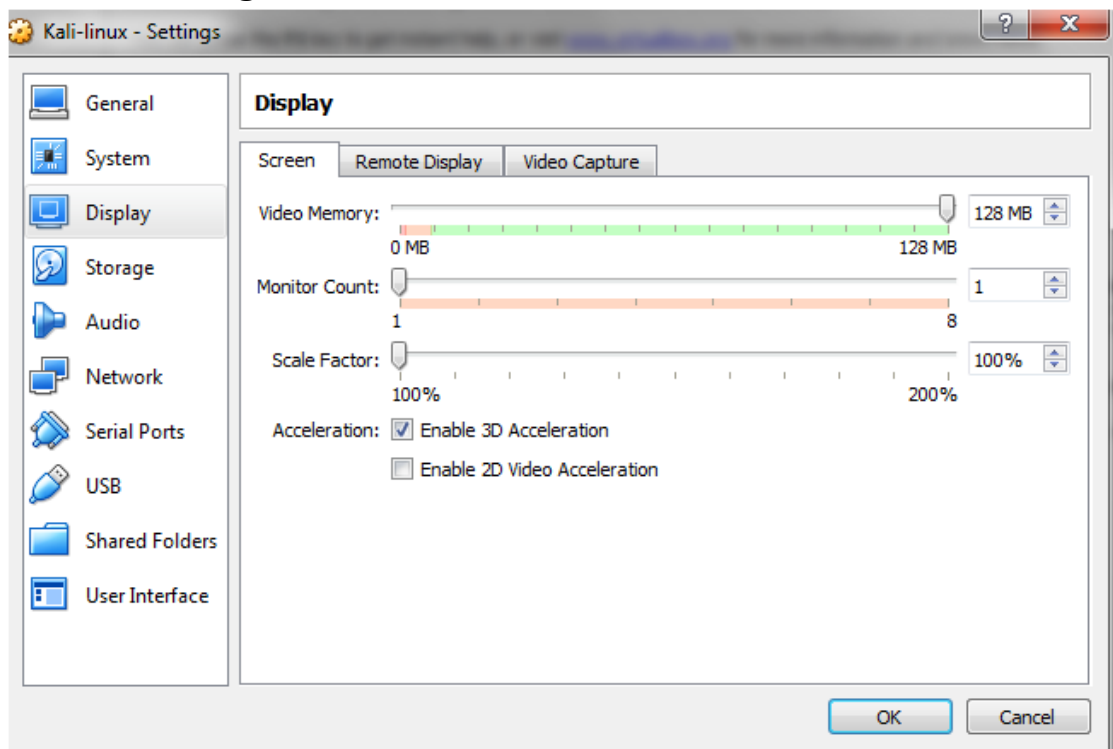 Kali-linux - Settings
?
X
General
System
Display
Storage
Audio
Network
Serial Ports
USB
Shared Folders
User Interface
Display
Screen
Remote Display
Video Capture
Video Memory:
128 MB
0 MB
128 MB
Monitor Count:
1
1
8
Scale Factor:
100%
100%
200%
Acceleration:
Enable 3D Acceleration
Enable 2D Video Acceleration
OK
Cancel